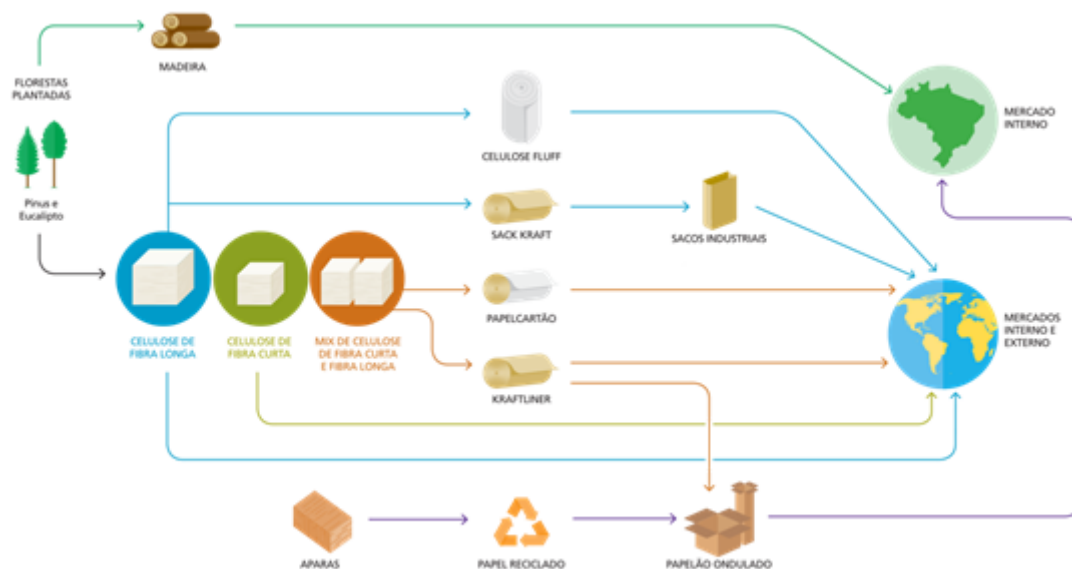 MADEIRA
FLORESTAS
PLANTADAS
Pinus e
Eucalipto
CELULOSE FLUFF
MERCADO
INTERNO
SACK KRAFT
SACOS INDUSTRIAIS
PAPELCARTÃO
MERCADOS
INTERNO E
EXTERNO
CELULOSE DE
FIBRA LONGA
CELULOSE DE
FIBRA CURTA
MIX DE CELULOSE
DE FIBRA CURTA
E FIBRA LONGA
KRAFTLINER
APARAS
PAPEL RECICLADO
PAPELÃO ONDULADO